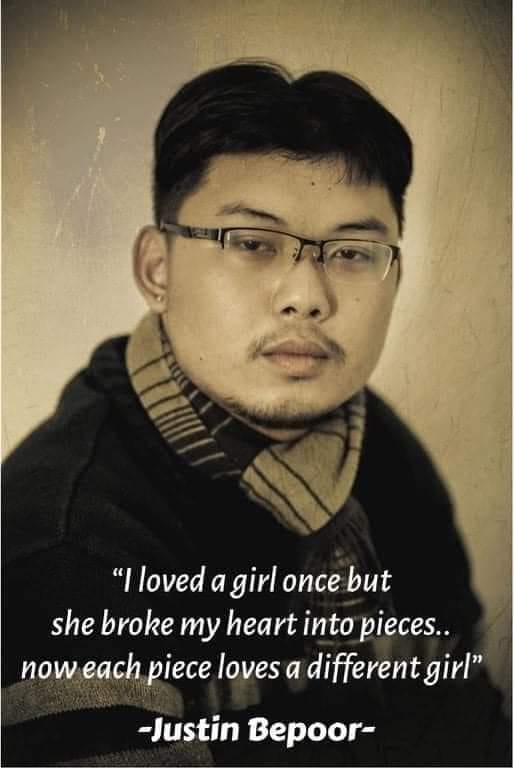 “I loved a girl once but
she broke my heart into pieces..
now each piece loves a different girl”
-Justin Bepoor-